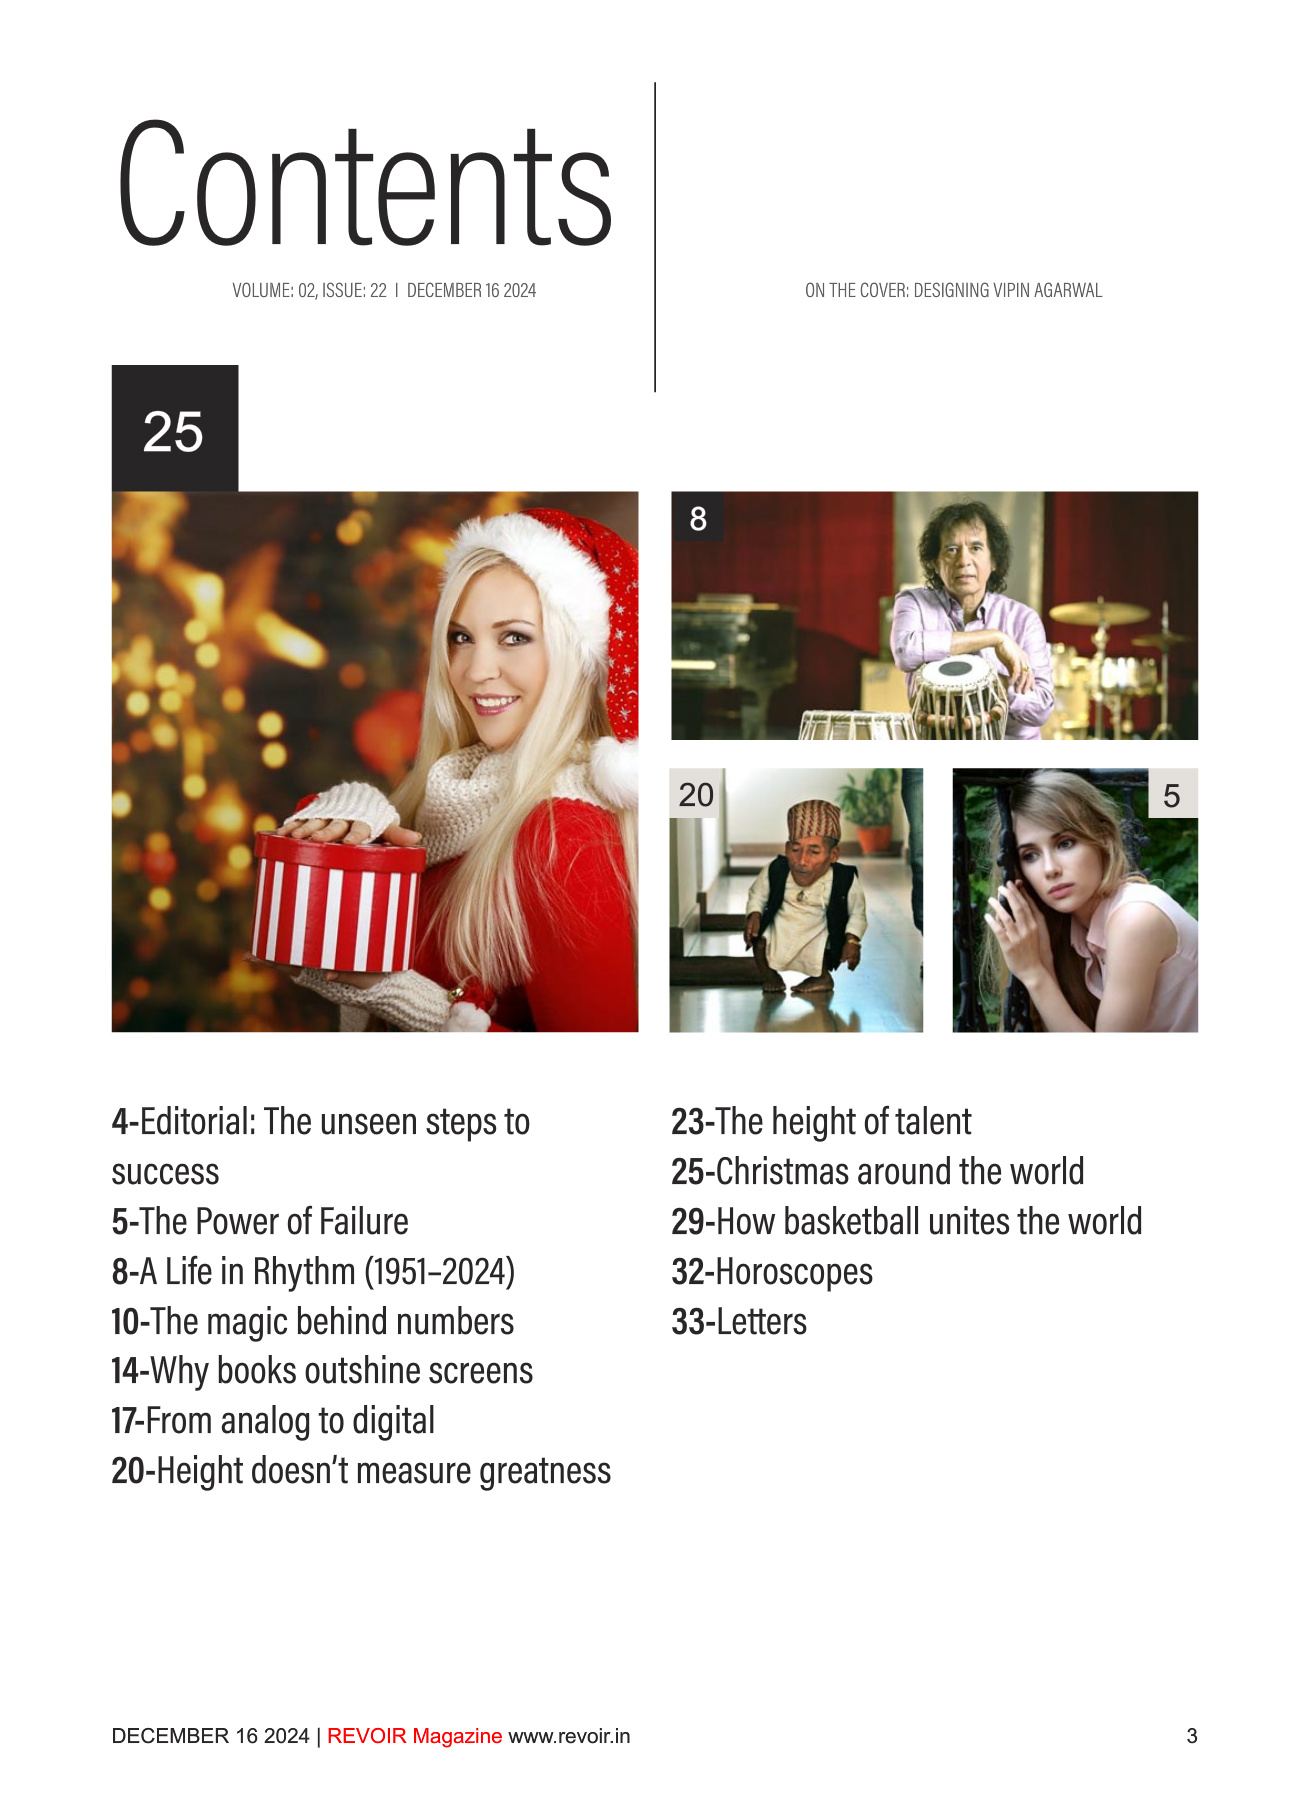 Contents
VOLUME: 02, ISSUE: 22 | DECEMBER 16 2024
ON THE COVER: DESIGNING VIPIN AGARWAL
25
8
20
5
4-Editorial: The unseen steps to
success
5-The Power of Failure
8-A Life in Rhythm (1951–2024)
10-The magic behind numbers
14-Why books outshine screens
17-From analog to digital
20-Height doesn’t measure greatness
23-The height of talent
25-Christmas around the world
29-How basketball unites the world
32-Horoscopes
33-Letters
DECEMBER 16 2024 | REVOIR Magazine www.revoir.in
3